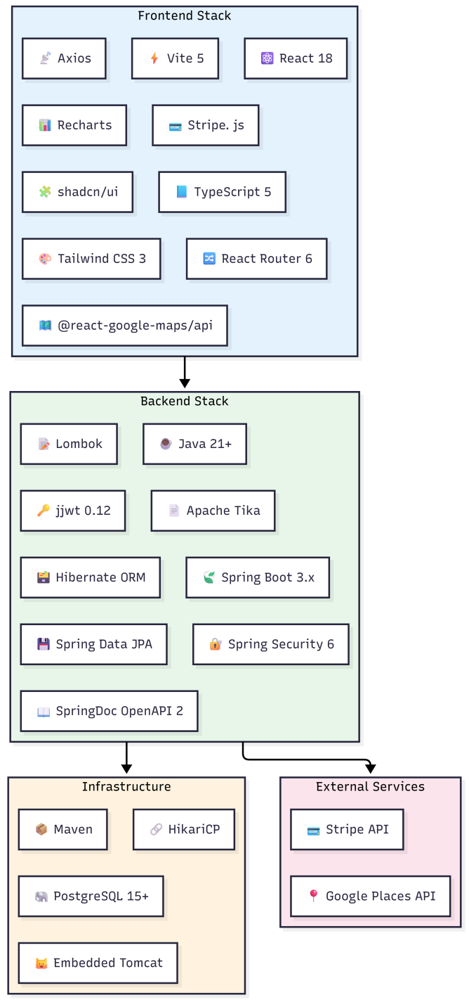 Frontend Stack
Axios
Vite 5
React 18
Recharts
Stripe. js
shadcn/ui
TypeScript 5
Tailwind CSS 3
React Router 6
@react-google-maps/api
Backend Stack
Lombok
Java 21+
jjwt 0.12
Apache Tika
Hibernate ORM
Spring Boot 3.x
Spring Data JPA
Spring Security 6
SpringDoc OpenAPI 2
Infrastructure
Maven
HikariCP
PostgreSQL 15+
Embedded Tomcat
External Services
Stripe API
Google Places API